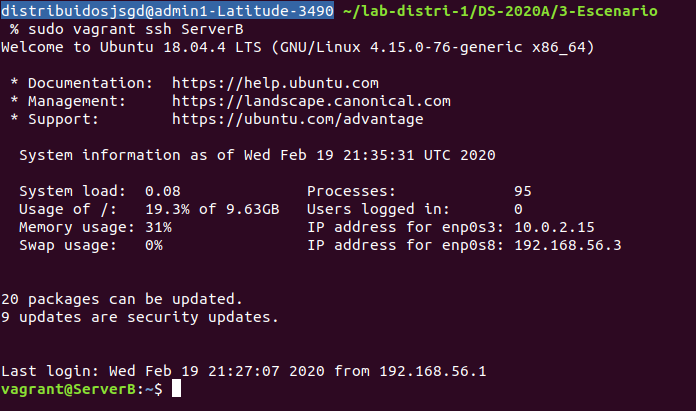 distribuidosjsgd@admin1-Latitude-3490 ~/lab-distri-1/DS-2020A/3-Escenario
% sudo vagrant ssh ServerB
Welcome to Ubuntu 18.04.4 LTS (GNU/Linux 4.15.0-76-generic x86_64)
* Documentation:  https://help.ubuntu.com
* Management:     https://landscape.canonical.com
* Support:        https://ubuntu.com/advantage
System information as of Wed Feb 19 21:35:31 UTC 2020
System load:  0.08              Processes:             95
Usage of /:   19.3% of 9.63GB   Users logged in:       0
Memory usage: 31%               IP address for enp0s3: 10.0.2.15
Swap usage:   0%                IP address for enp0s8: 192.168.56.3
20 packages can be updated.
9 updates are security updates.
Last login: Wed Feb 19 21:27:07 2020 from 192.168.56.1
vagrant@ServerB:~$